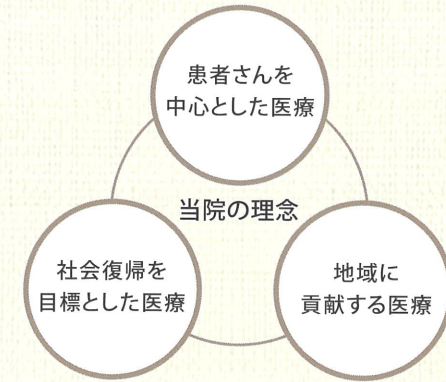 患者さんを
中心とした医療
当院の理念
社会復帰を
目標とした医療
地域に
貢献する医療